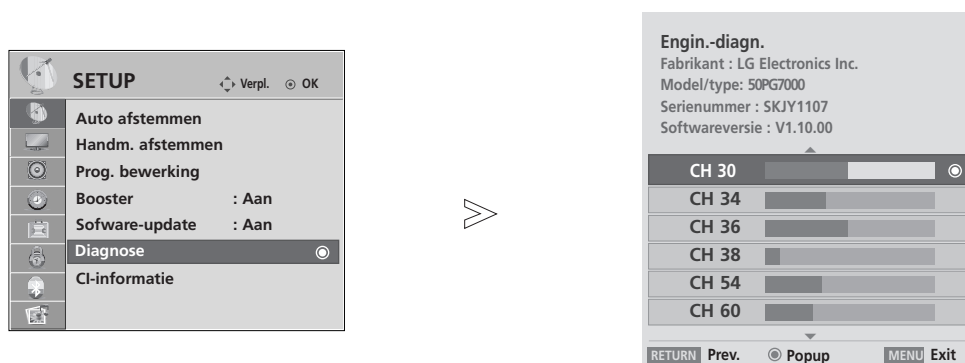 SETUP Verpl. OK
Auto afstemmen
Handm. afstemmen
Prog. bewerking
Booster : Aan
Sofware-update : Aan
Diagnose
CI-informatie
Engin.-diagn.
Fabrikant : LG Electronics Inc.
Model/type: 50PG7000
Serienummer : SKJY1107
Softwareversie : V1.10.00
CH 30
CH 34
CH 36
CH 38
CH 54
CH 60
RETURN Prev. Popup MENU Exit